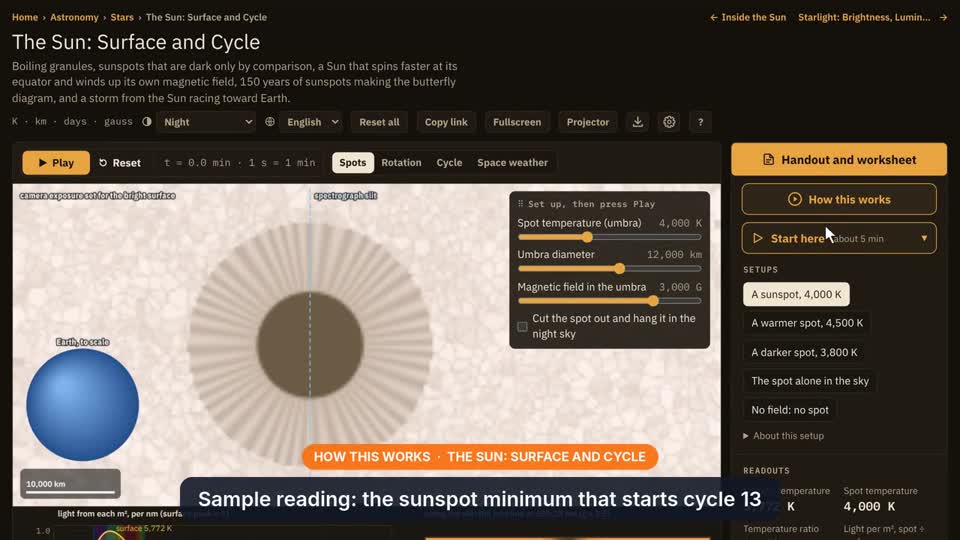 Home › Astronomy › Stars › The Sun: Surface and Cycle
← Inside the Sun Starlight: Brightness, Lumin... →
The Sun: Surface and Cycle
Boiling granules, sunspots that are dark only by comparison, a Sun that spins faster at its
equator and winds up its own magnetic field, 150 years of sunspots making the butterfly
diagram, and a storm from the Sun racing toward Earth.
K · km · days · gauss Night English Reset all Copy link Fullscreen Projector ?
Play Reset t = 0.0 min · 1 s = 1 min Spots Rotation Cycle Space weather
camera exposure set for the bright surface
spectrograph slit
Set up, then press Play
Spot temperature (umbra) 4,000 K
Umbra diameter 12,000 km
Magnetic field in the umbra 3,000 G
Cut the spot out and hang it in the
night sky
Earth, to scale
10,000 km
Handout and worksheet
How this works
Start here about 5 min
SETUPS
A sunspot, 4,000 K
A warmer spot, 4,500 K
A darker spot, 3,800 K
The spot alone in the sky
No field: no spot
About this setup
READOUTS
temperature Spot temperature
K 4,000 K
Temperature ratio Light per m², spot ÷
HOW THIS WORKS · THE SUN: SURFACE AND CYCLE
Sample reading: the sunspot minimum that starts cycle 13
light from each m², per nm
1.0
surface 5,772 K